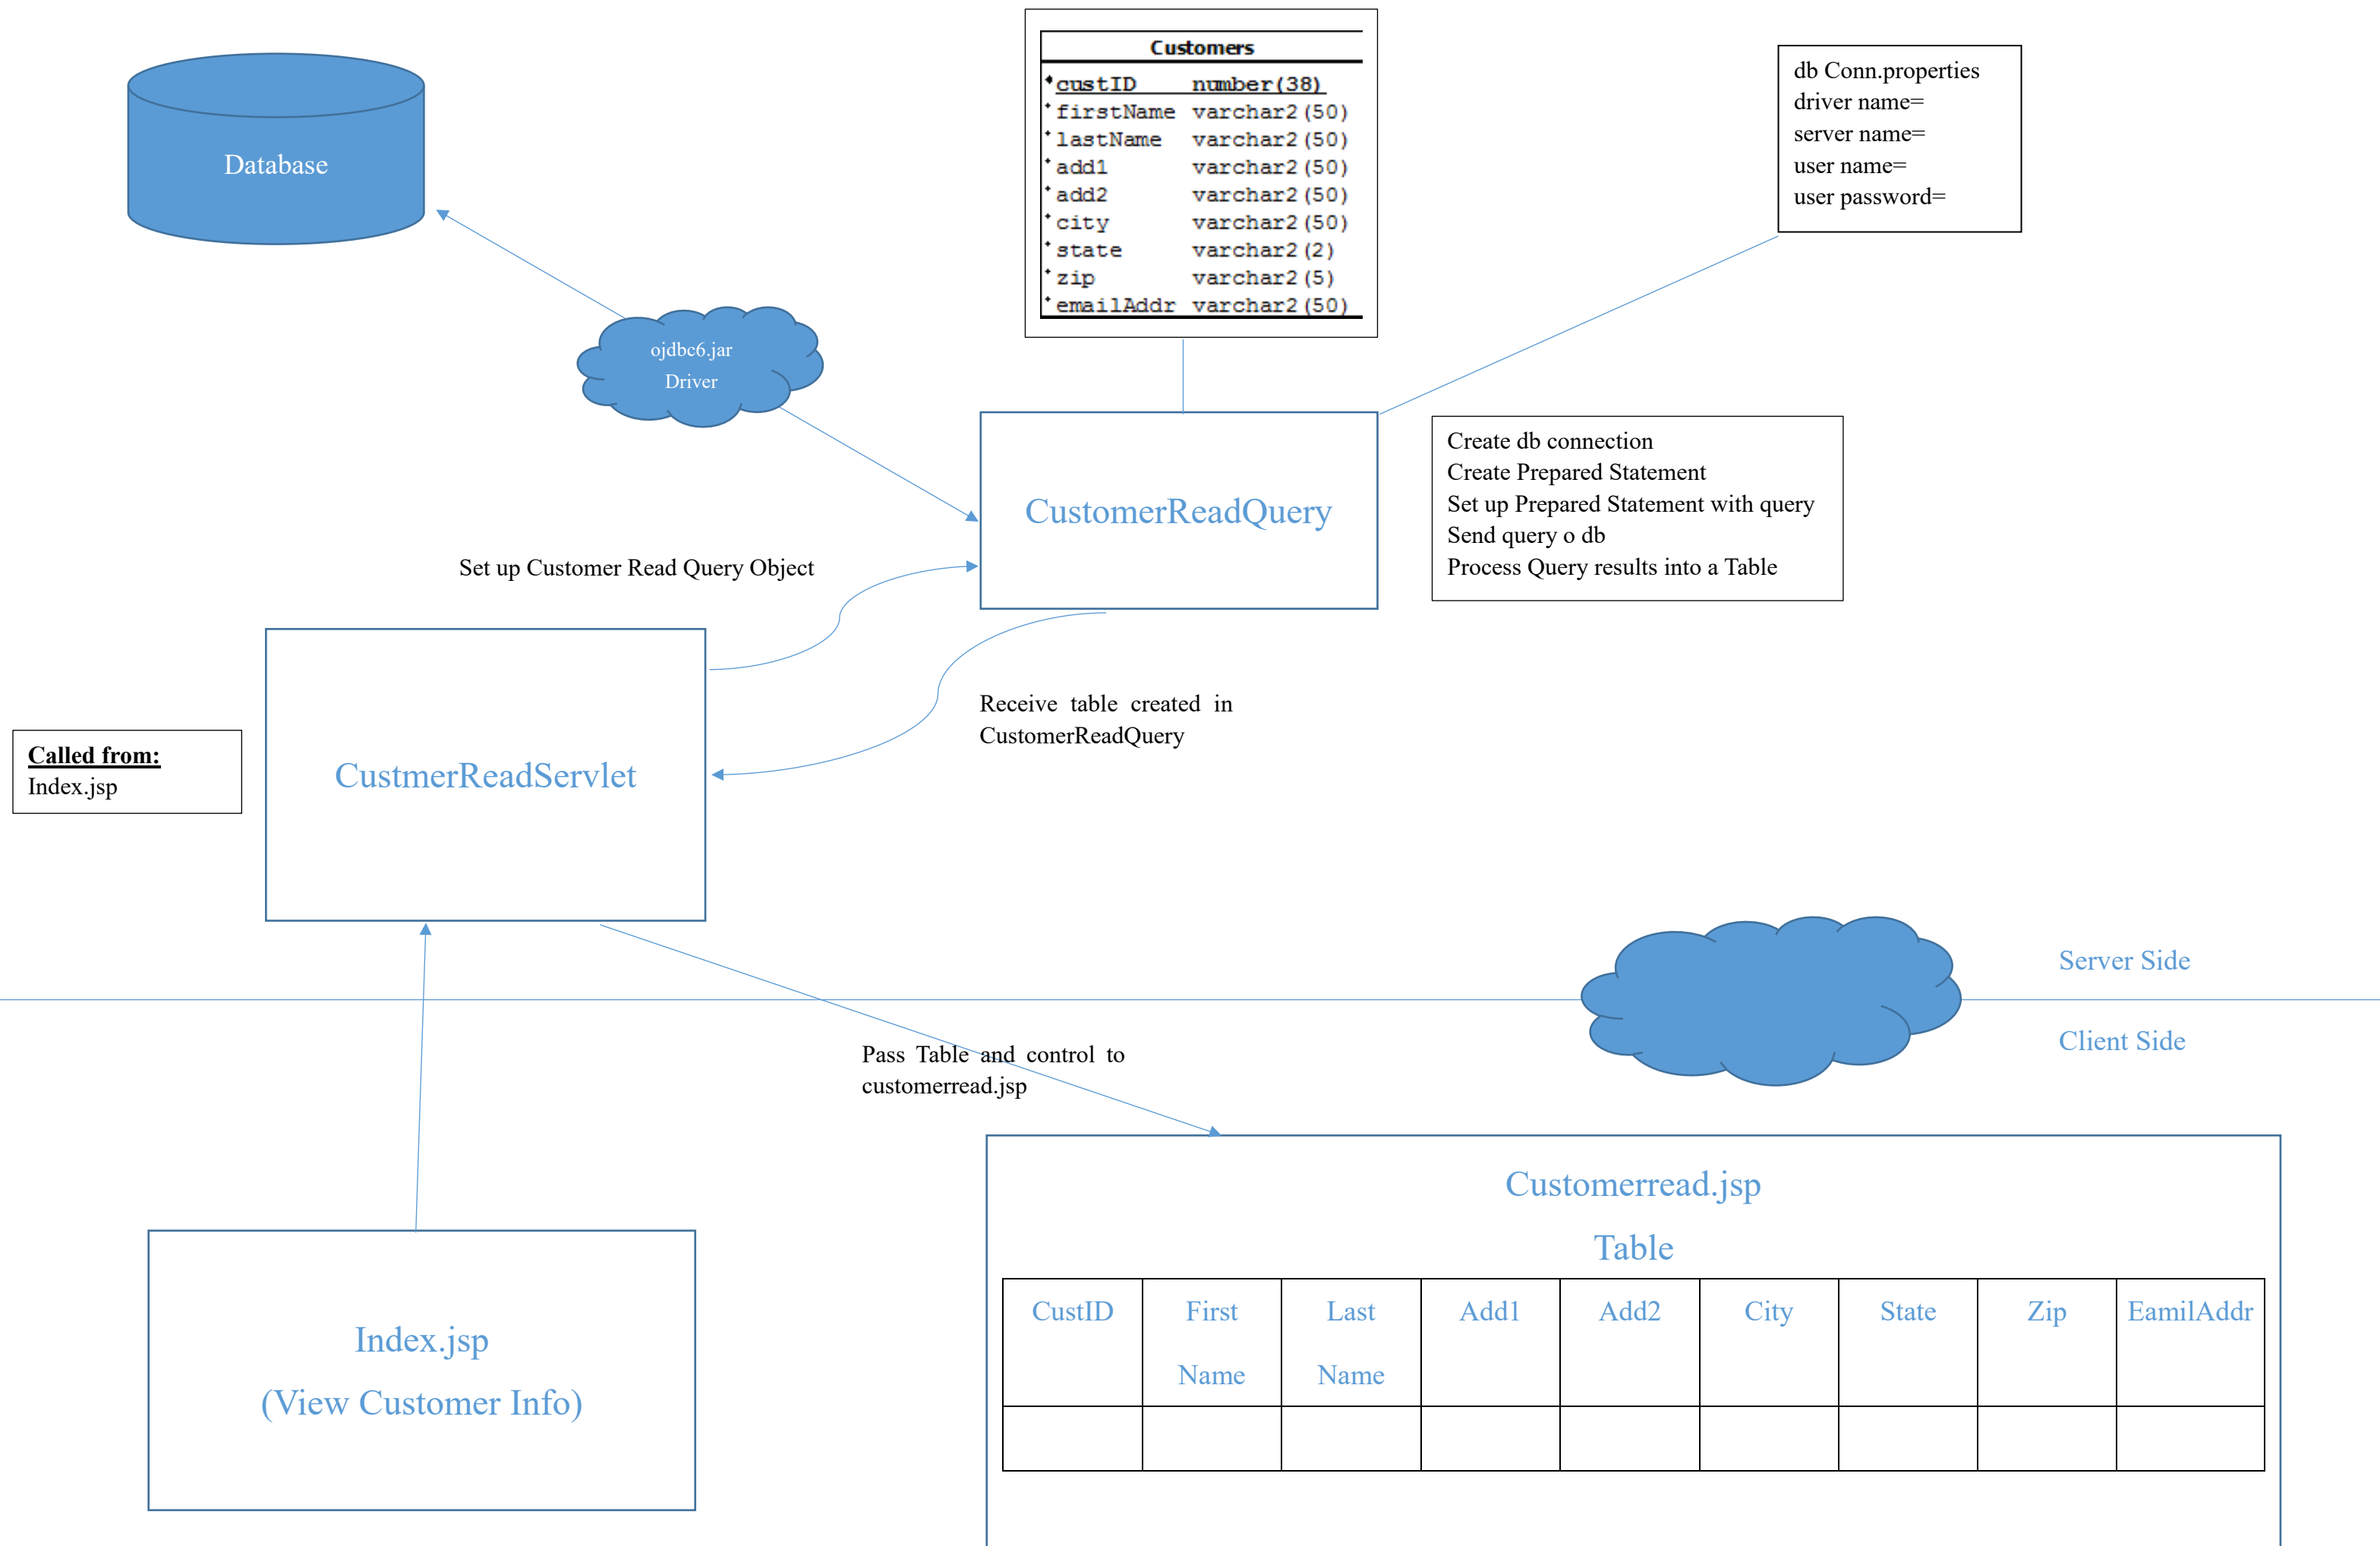 Customers
custID number(38)
firstName varchar2(50)
lastName varchar2(50)
add1 varchar2(50)
add2 varchar2(50)
city varchar2(50)
state varchar2(2)
zip varchar2(5)
emailAddr varchar2(50)
db Conn.properties
driver name=
server name=
user name=
user password=
Database
ojdbc6.jar
Driver
CustomerReadQuery
Create db connection
Create Prepared Statement
Set up Prepared Statement with query
Send query o db
Process Query results into a Table
Set up Customer Read Query Object
Receive table created in
CustomerReadQuery
Called from:
Index.jsp
CustmerReadServlet
Server Side
Client Side
Pass Table and control to
customerread.jsp
Index.jsp
(View Customer Info)
Customerread.jsp
Table
CustID First Last Add1 Add2 City State Zip EamilAddr
Name Name